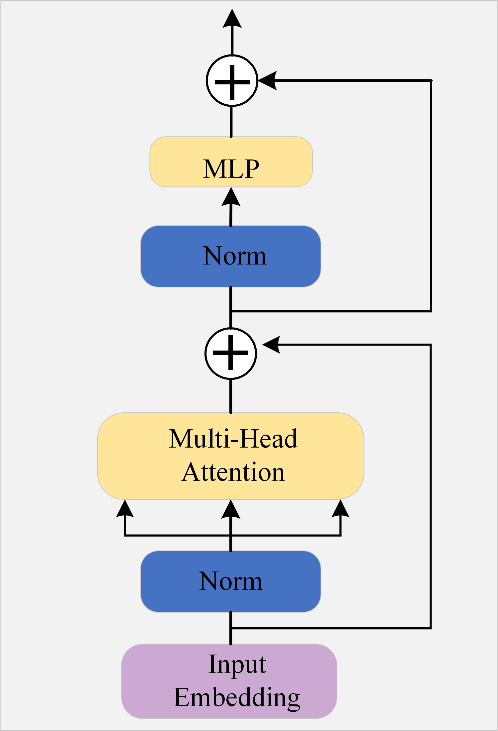 MLP
Norm
Multi-Head
Attention
Norm
Input
Embedding